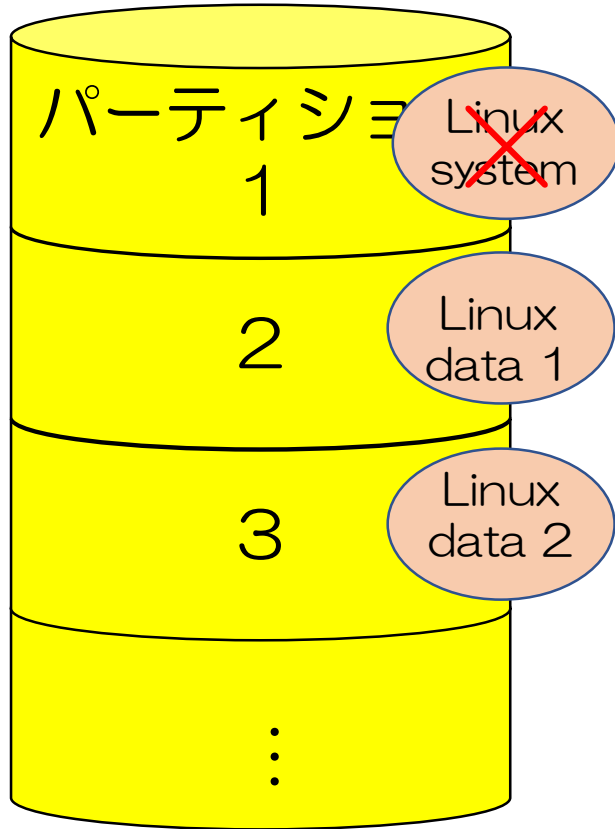 パーティショ
1
Linux
system
2
Linux
data 1
3
Linux
data 2
⋮